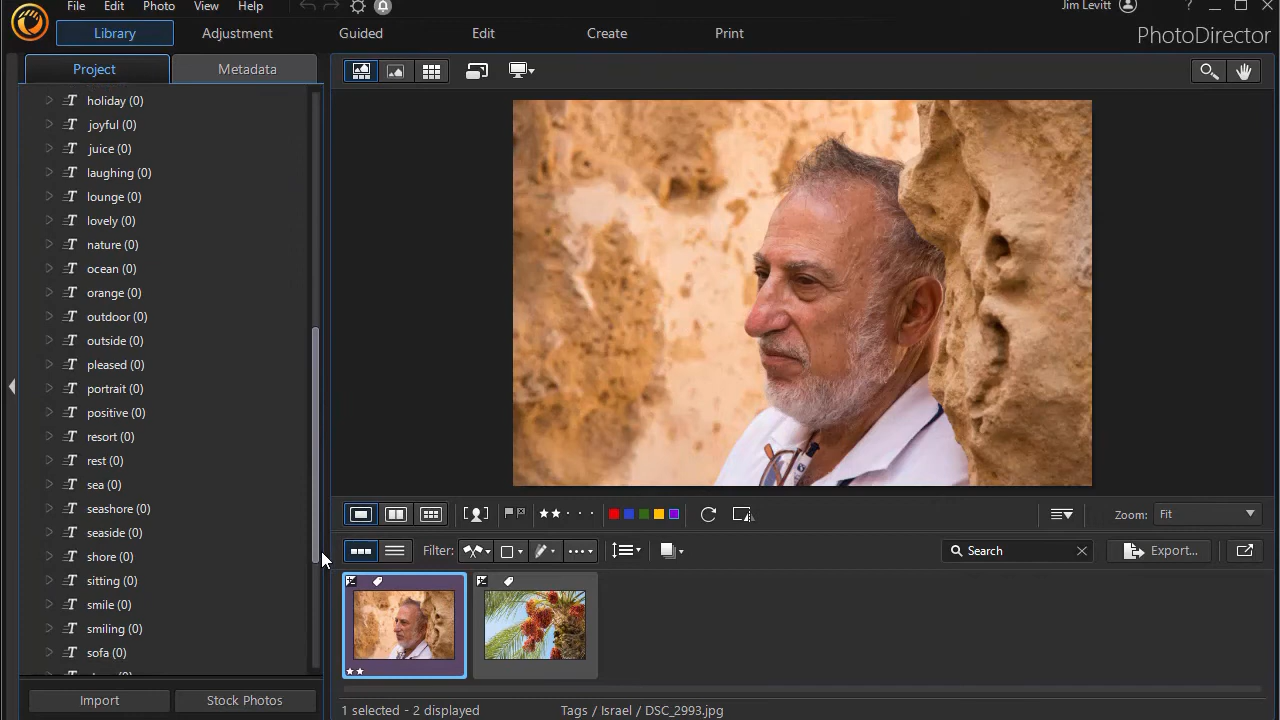 File Edit Photo View Help
Jim Levitt ?
Library Adjustment Guided Edit Create Print
PhotoDirector
Project Metadata
holiday (0)
joyful (0)
juice (0)
laughing (0)
lounge (0)
lovely (0)
nature (0)
ocean (0)
orange (0)
outdoor (0)
outside (0)
pleased (0)
portrait (0)
positive (0)
resort (0)
rest (0)
sea (0)
seashore (0)
seaside (0)
shore (0)
sitting (0)
smile (0)
smiling (0)
sofa (0)
Zoom: Fit
Filter:
Search
Export...
Import Stock Photos
1 selected - 2 displayed Tags / Israel / DSC_2993.jpg